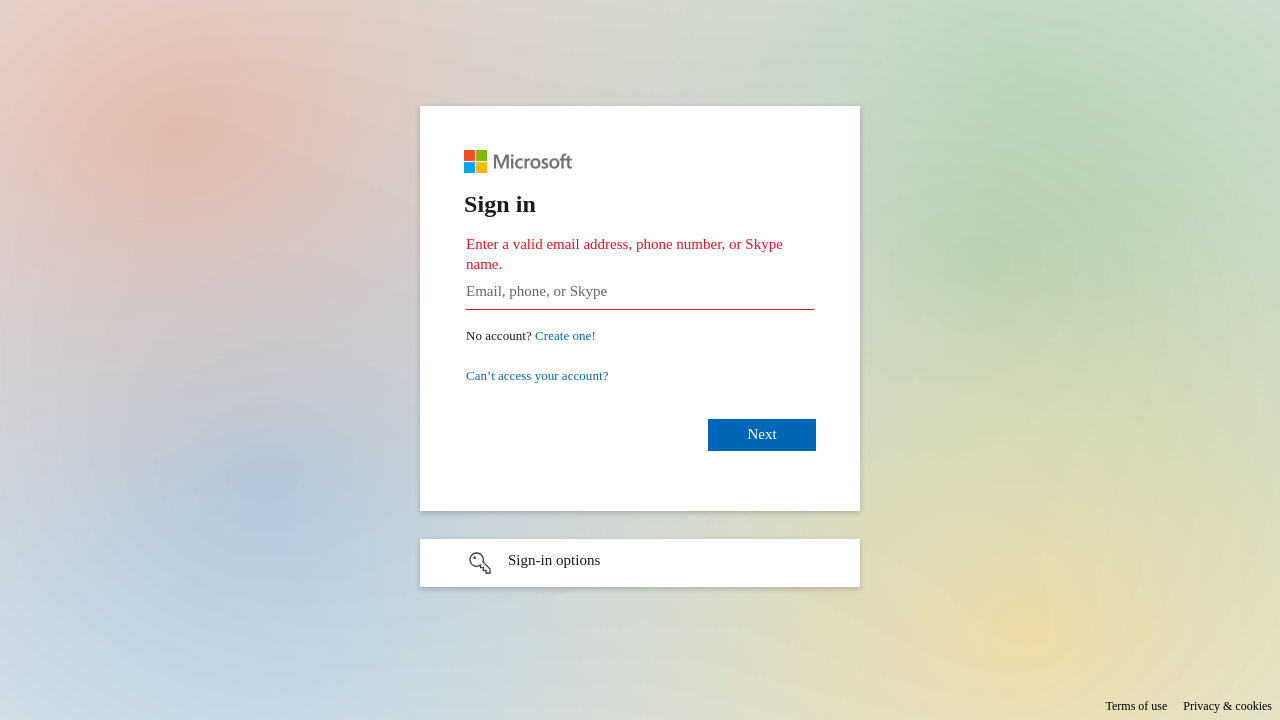 Microsoft
Sign in
Enter a valid email address, phone number, or Skype
name.
Email, phone, or Skype
No account? Create one!
Can’t access your account?
Next
Sign-in options
Terms of use Privacy & cookies